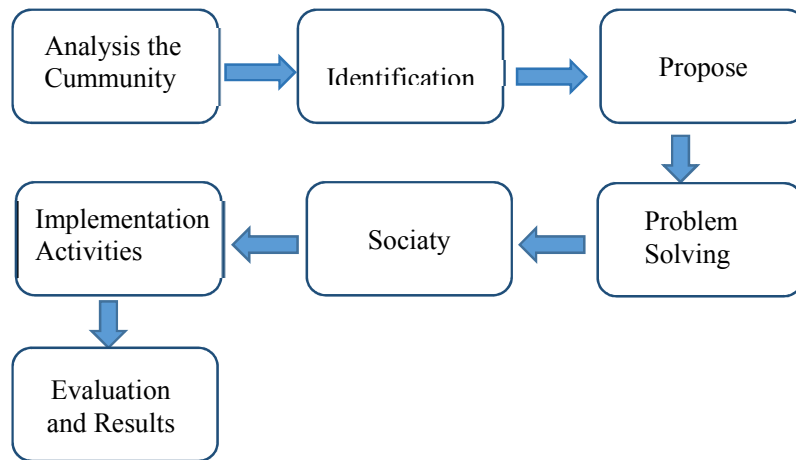 Analysis the
Cummunity
Identification
Propose
Problem
Solving
Sociaty
Implementation
Activities
Evaluation
and Results